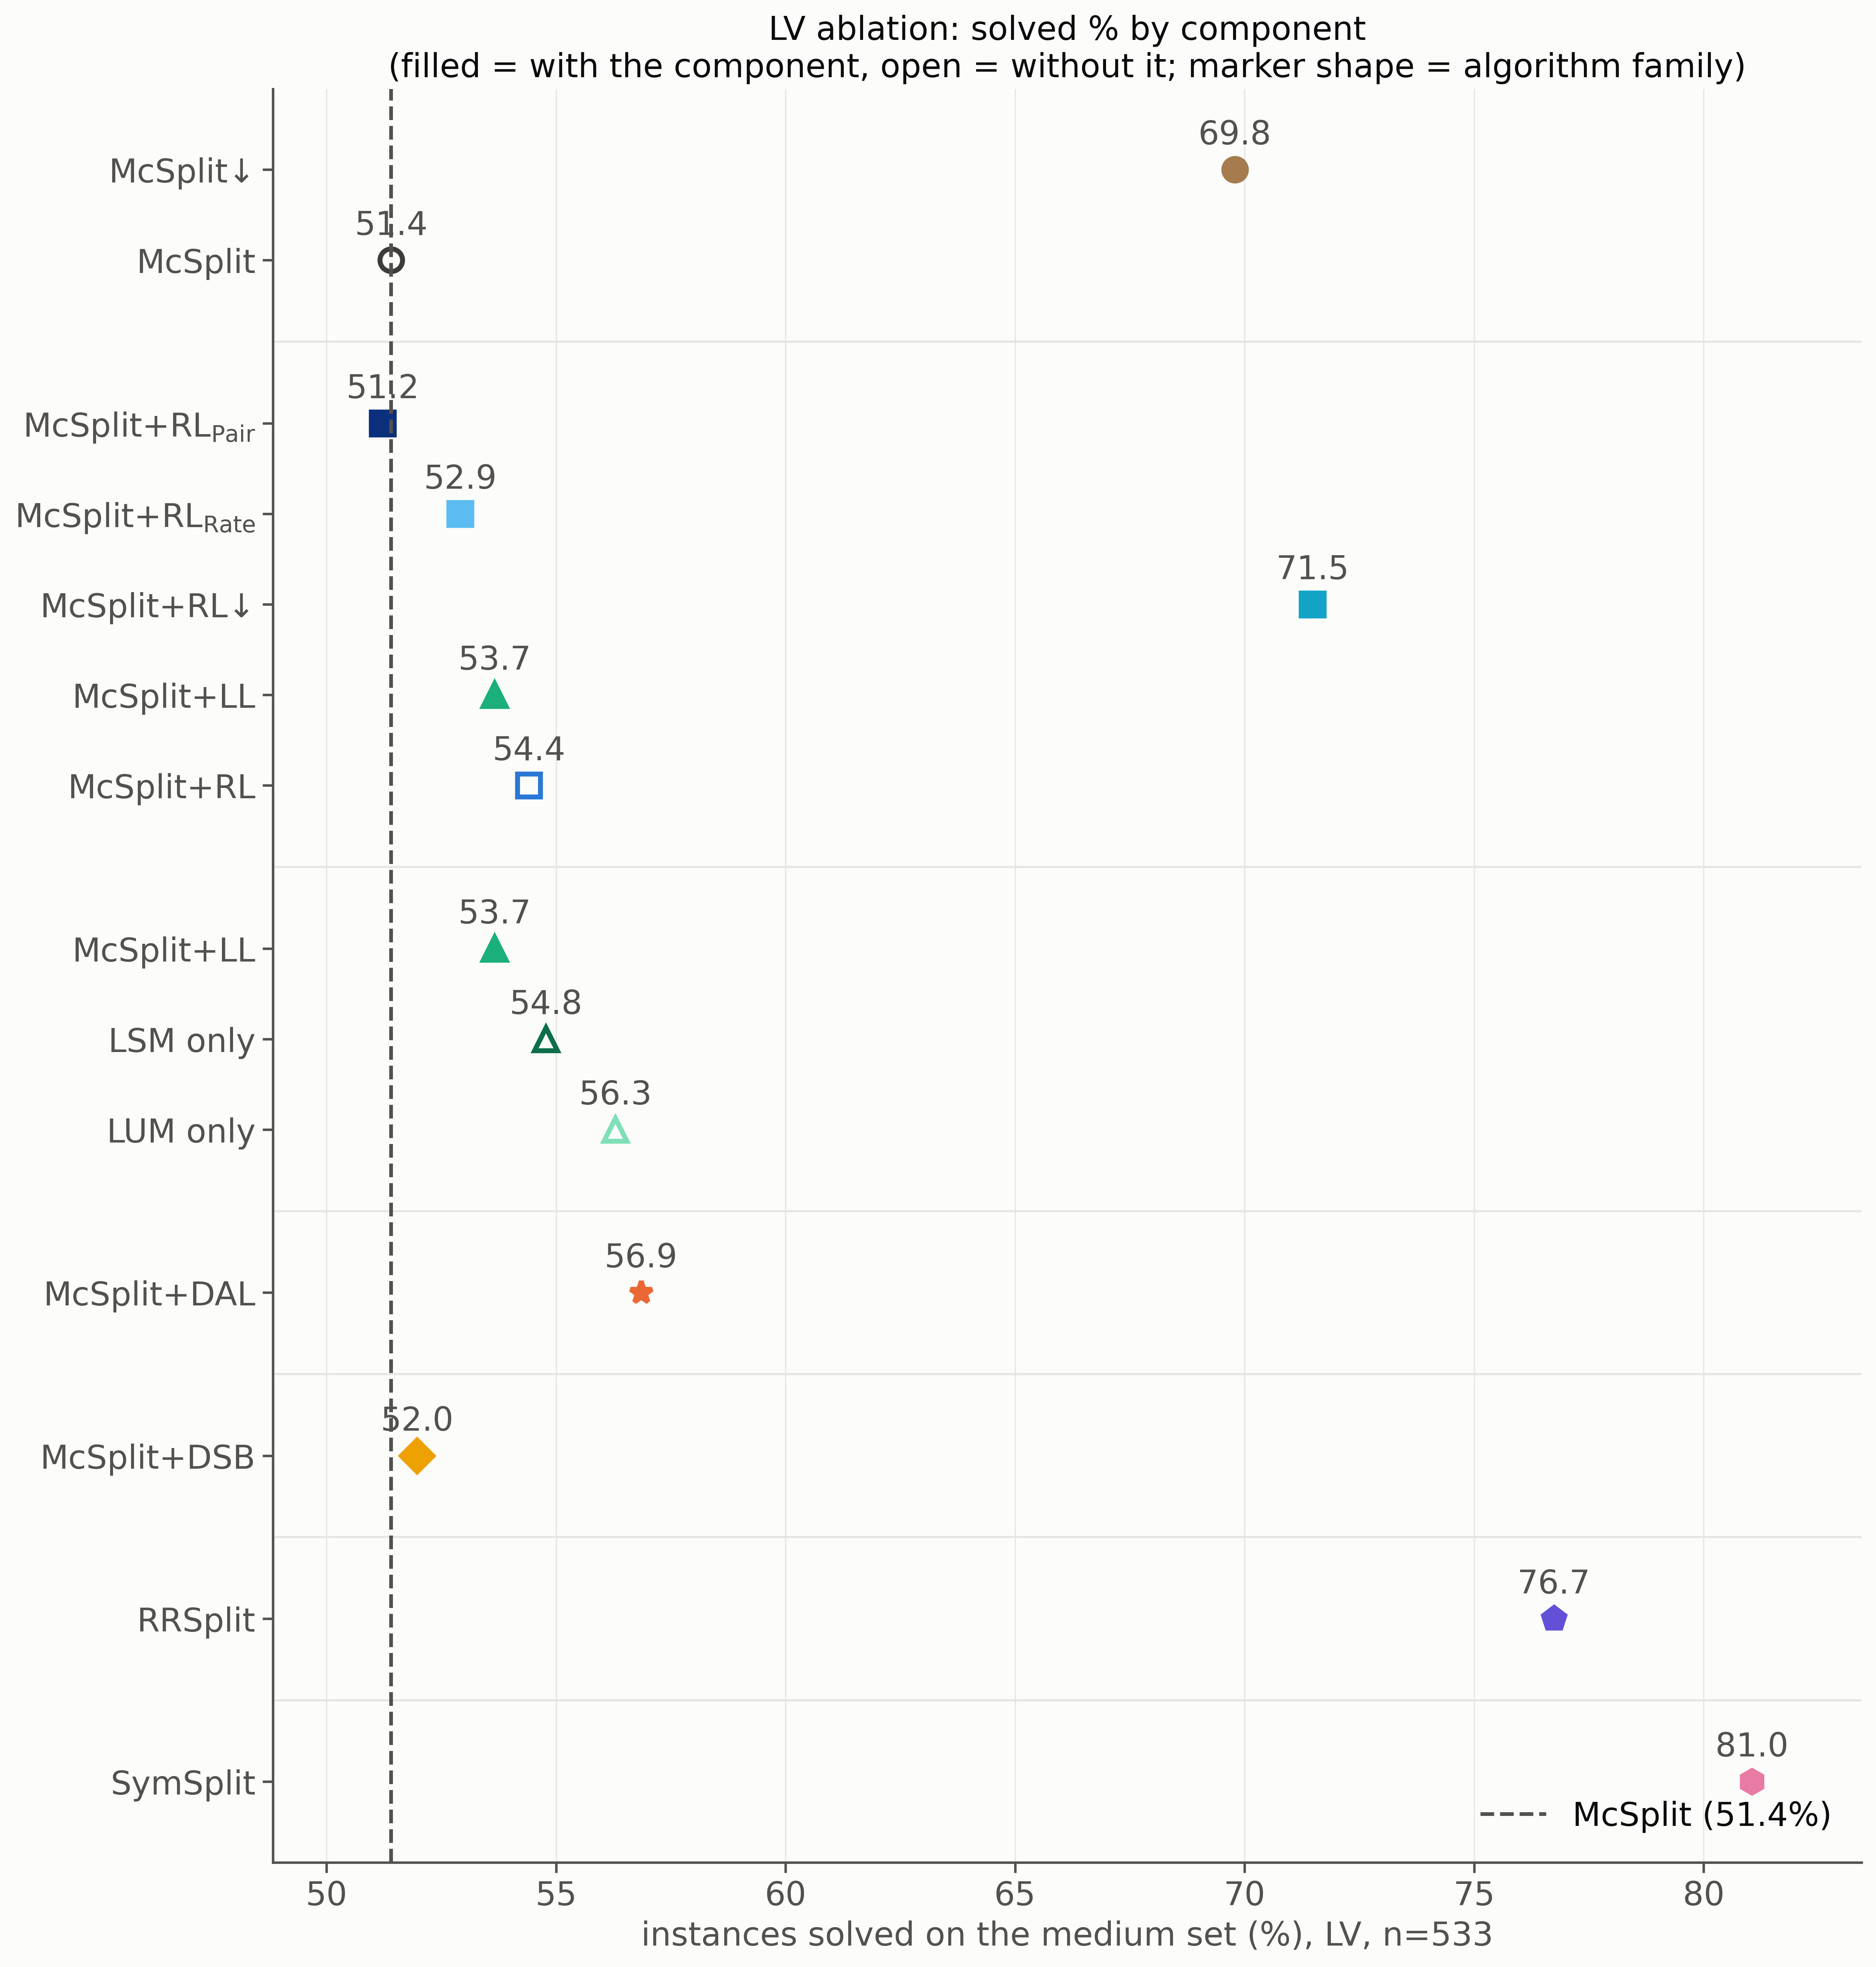 LV ablation: solved % by component
(filled = with the component, open = without it; marker shape = algorithm family)
McSplit↓
69.8
McSplit
51.4
McSplit+RL_Pair
51.2
McSplit+RL_Rate
52.9
McSplit+RL↓
71.5
McSplit+LL
53.7
McSplit+RL
54.4
McSplit+LL
53.7
LSM only
54.8
LUM only
56.3
McSplit+DAL
56.9
McSplit+DSB
52.0
RRSplit
76.7
SymSplit
81.0
McSplit (51.4%)
50 55 60 65 70 75 80
instances solved on the medium set (%), LV, n=533